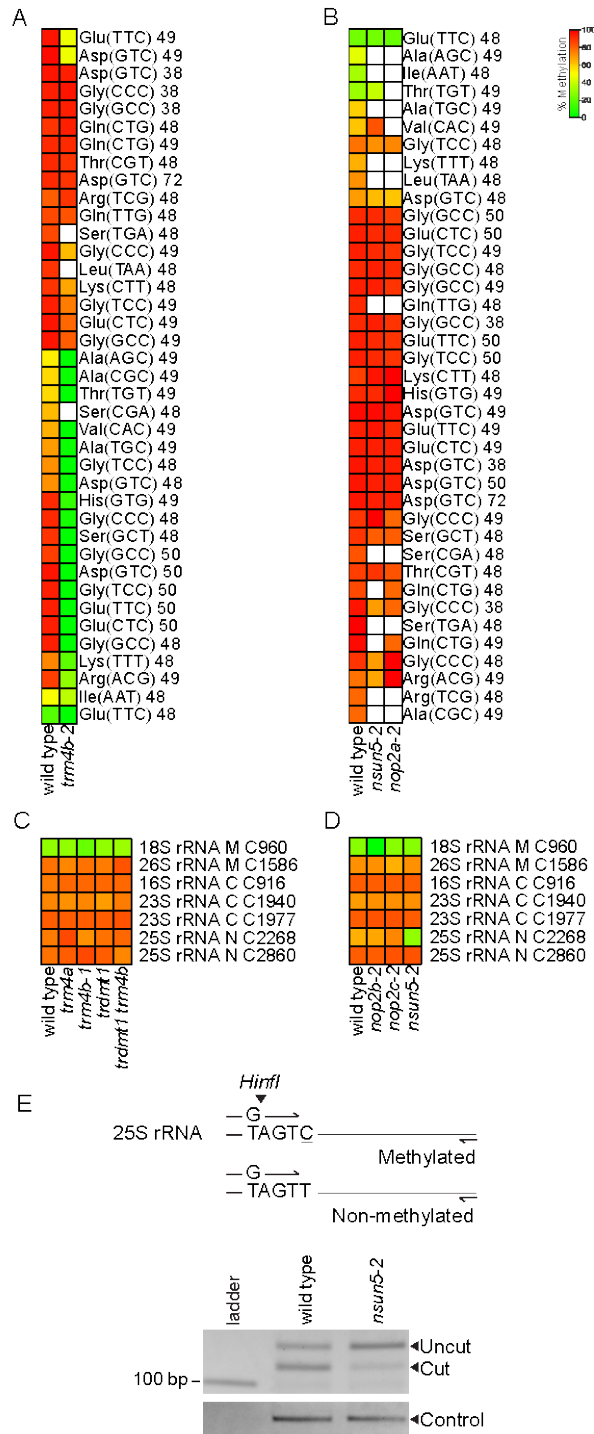 A
Glu(TTC) 49
Asp(GTC) 49
Asp(GTC) 38
Gly(CCC) 38
Gly(GCC) 38
Gln(CTG) 48
Gln(CTG) 49
Thr(CGT) 48
Asp(GTC) 72
Arg(TCG) 48
Gln(TTG) 48
Ser(TGA) 48
Gly(CCC) 49
Leu(TAA) 48
Lys(CTT) 48
Gly(TCC) 49
Glu(CTC) 49
Gly(GCC) 49
Ala(AGC) 49
Ala(CGC) 49
Thr(TGT) 49
Ser(CGA) 48
Val(CAC) 49
Ala(TGC) 49
Gly(TCC) 48
Asp(GTC) 48
His(GTG) 49
Gly(CCC) 48
Ser(GCT) 48
Gly(GCC) 50
Asp(GTC) 50
Gly(TCC) 50
Glu(TTC) 50
Glu(CTC) 50
Gly(GCC) 48
Lys(TTT) 48
Arg(ACG) 49
Ile(AAT) 48
Glu(TTC) 48
wild type
trm4b-2
B
Glu(TTC) 48
Ala(AGC) 49
Ile(AAT) 48
Thr(TGT) 49
Ala(TGC) 49
Val(CAC) 49
Gly(TCC) 48
Lys(TTT) 48
Leu(TAA) 48
Asp(GTC) 48
Gly(GCC) 50
Glu(CTC) 50
Gly(TCC) 49
Gly(GCC) 48
Gly(GCC) 49
Gln(TTG) 48
Gly(GCC) 38
Glu(TTC) 50
Gly(TCC) 50
Lys(CTT) 48
His(GTG) 49
Asp(GTC) 49
Glu(TTC) 49
Glu(CTC) 49
Asp(GTC) 38
Asp(GTC) 50
Asp(GTC) 72
Gly(CCC) 49
Ser(GCT) 48
Ser(CGA) 48
Thr(CGT) 48
Gln(CTG) 48
Gly(CCC) 38
Ser(TGA) 48
Gln(CTG) 49
Gly(CCC) 48
Arg(ACG) 49
Arg(TCG) 48
Ala(CGC) 49
wild type
nsun5-2
nop2a-2
% Methylation
100
80
60
40
20
0
C
18S rRNA M C960
26S rRNA M C1586
16S rRNA C C916
23S rRNA C C1940
23S rRNA C C1977
25S rRNA N C2268
25S rRNA N C2860
wild type
trm4a
trm4b-1
trdmt1
trdmt1 trm4b
D
18S rRNA M C960
26S rRNA M C1586
16S rRNA C C916
23S rRNA C C1940
23S rRNA C C1977
25S rRNA N C2268
25S rRNA N C2860
wild type
nop2b-2
nop2c-2
nsun5-2
E
HinfI
G
25S rRNA
TAGTC
Methylated
G
TAGTT
Non-methylated
ladder
wild type
nsun5-2
Uncut
Cut
100 bp
Control